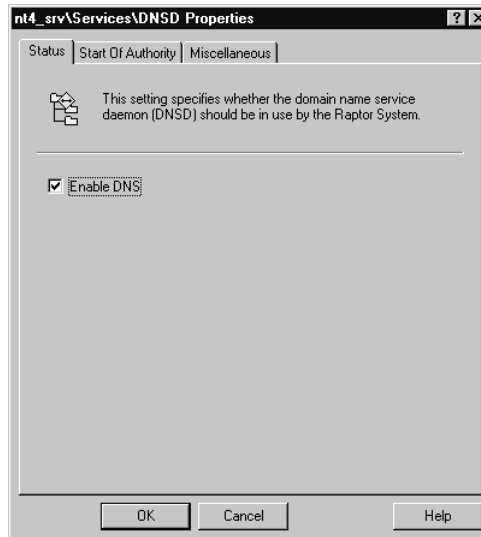 nt4_srv\Services\DNSD Properties
Status Start Of Authority Miscellaneous
This setting specifies whether the domain name service
daemon (DNSD) should be in use by the Raptor System.
Enable DNS
OK Cancel Help